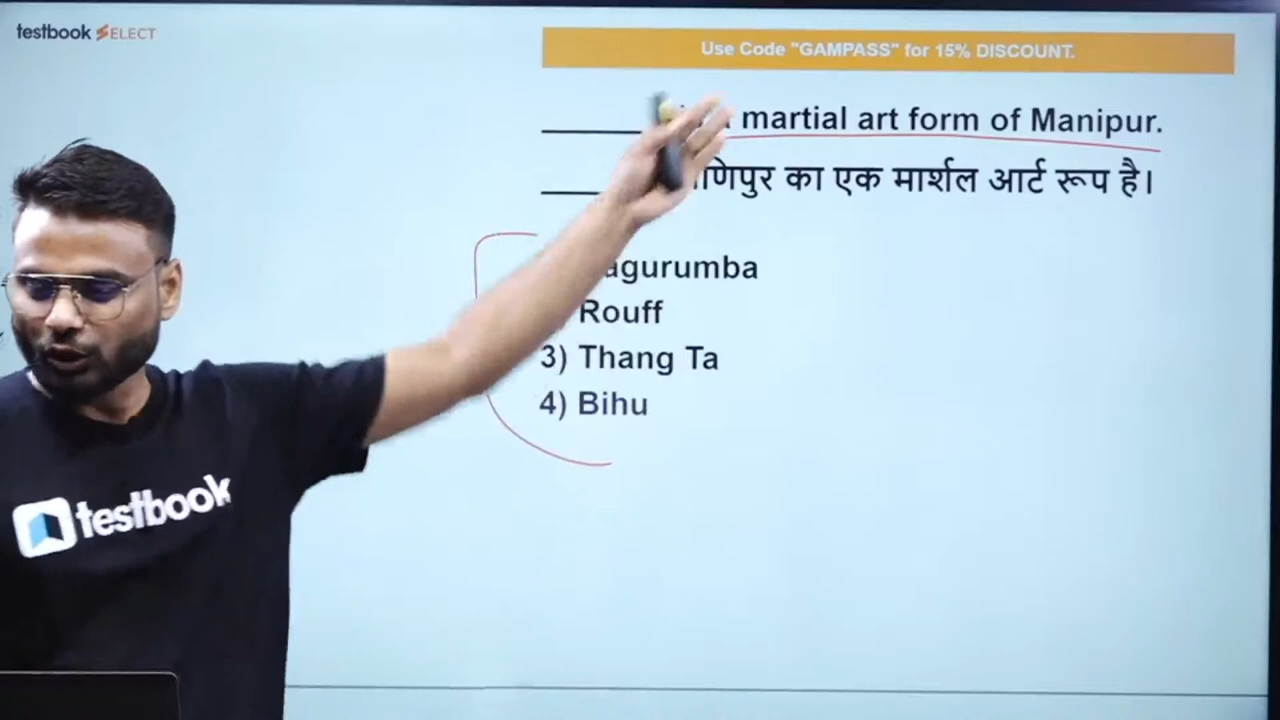 testbook SELECT
Use Code "GAMPASS" for 15% DISCOUNT.
martial art form of Manipur.
का एक मार्शल आर्ट रूप है।
Rouff
3) Thang Ta
4) Bihu
testbook